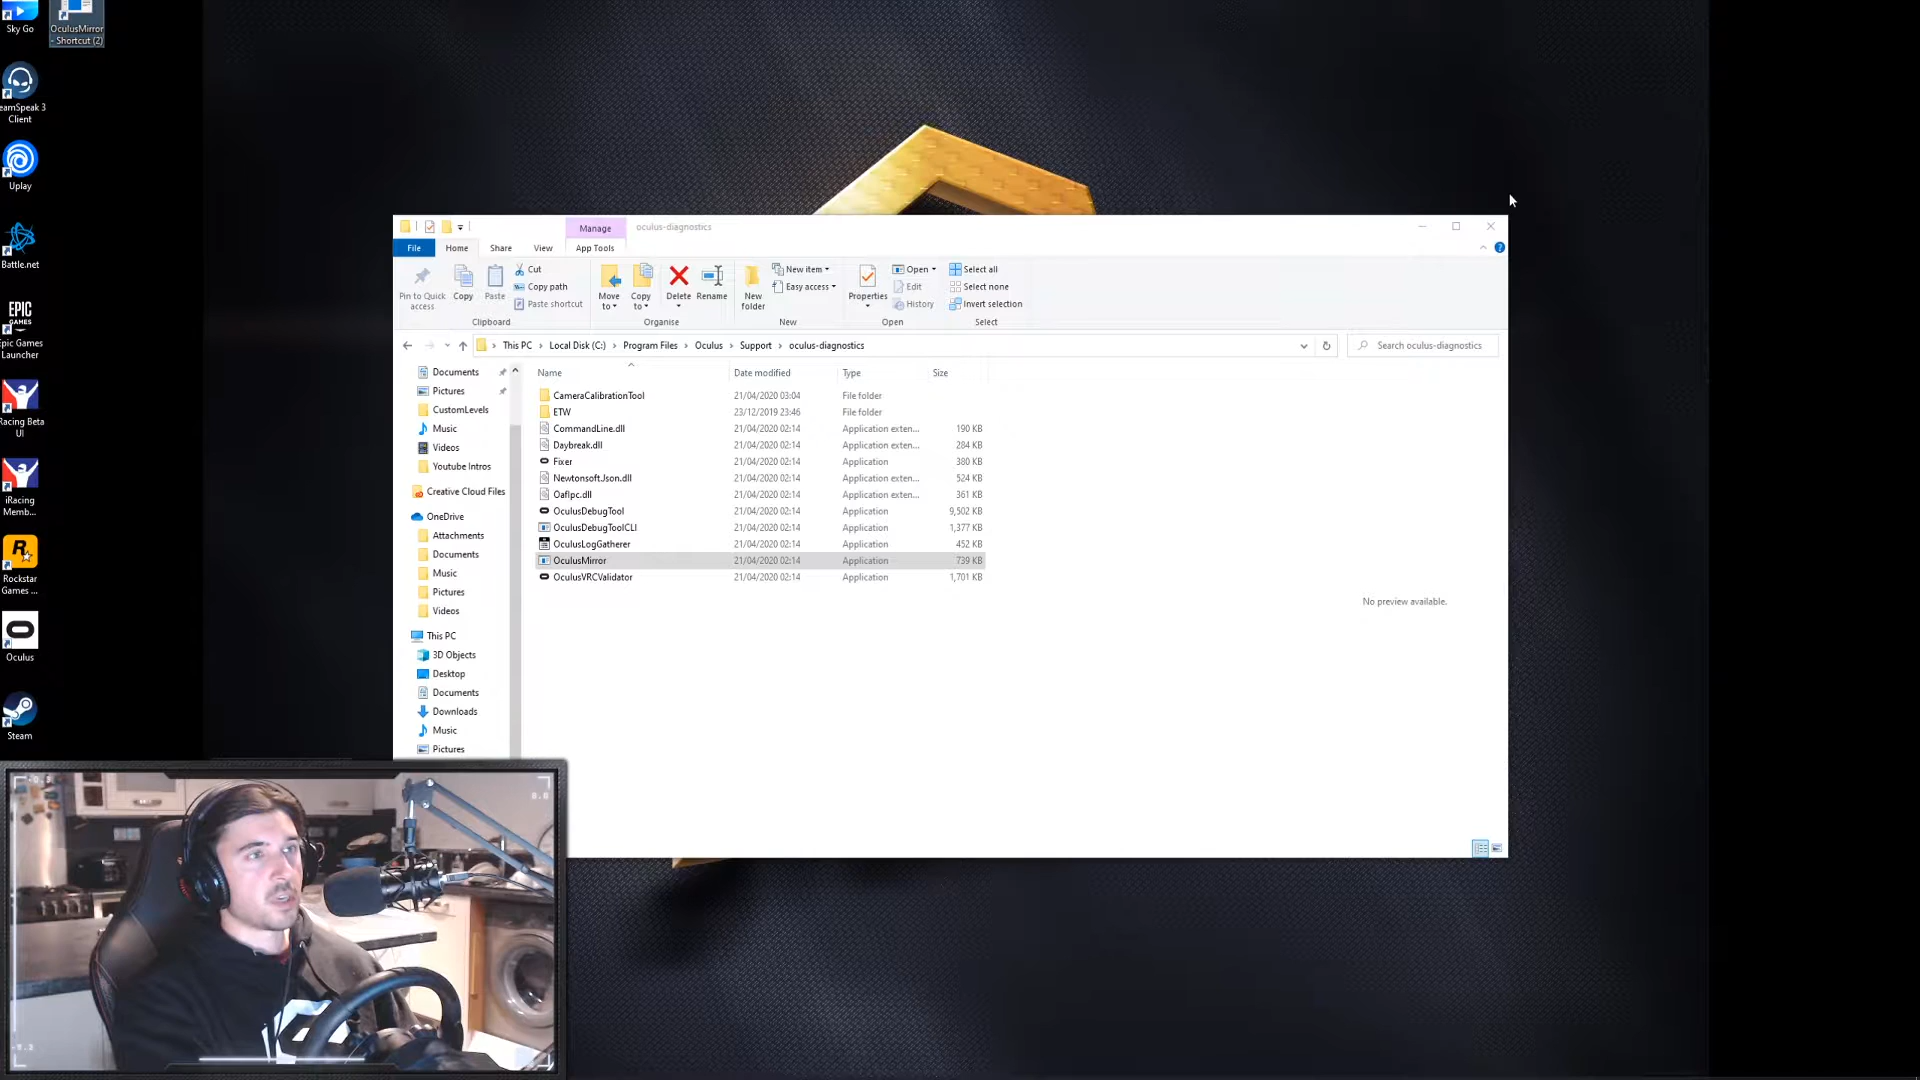 Sky Go
OculusMirror
- Shortcut (2)
eamSpeak 3
Client
Uplay
Battle.net
EPIC
GAMES
Epic Games
Launcher
Racing Beta
UI
iRacing
Memb...
R
Rockstar
Games ...
Oculus
Steam
Manage
oculus-diagnostics
File
Home
Share
View
App Tools
Pin to Quick
access
Copy
Paste
Cut
Copy path
Paste shortcut
Clipboard
Move
to
Copy
to
Delete
Rename
Organise
New
folder
New item
Easy access
New
Properties
Open
Edit
History
Open
Select all
Select none
Invert selection
Select
This PC > Local Disk (C:) > Program Files > Oculus > Support > oculus-diagnostics
Search oculus-diagnostics
Documents
Pictures
CustomLevels
Music
Videos
Youtube Intros
Creative Cloud Files
OneDrive
Attachments
Documents
Music
Pictures
Videos
This PC
3D Objects
Desktop
Documents
Downloads
Music
Pictures
Name Date modified Type Size
CameraCalibrationTool 21/04/2020 03:04 File folder
ETW 23/12/2019 23:46 File folder
CommandLine.dll 21/04/2020 02:14 Application exten... 190 KB
Daybreak.dll 21/04/2020 02:14 Application exten... 284 KB
Fixer 21/04/2020 02:14 Application 380 KB
Newtonsoft.Json.dll 21/04/2020 02:14 Application exten... 524 KB
OafIpc.dll 21/04/2020 02:14 Application exten... 361 KB
OculusDebugTool 21/04/2020 02:14 Application 9,502 KB
OculusDebugToolCLI 21/04/2020 02:14 Application 1,377 KB
OculusLogGatherer 21/04/2020 02:14 Application 452 KB
OculusMirror 21/04/2020 02:14 Application 739 KB
OculusVRCValidator 21/04/2020 02:14 Application 1,701 KB
No preview available.